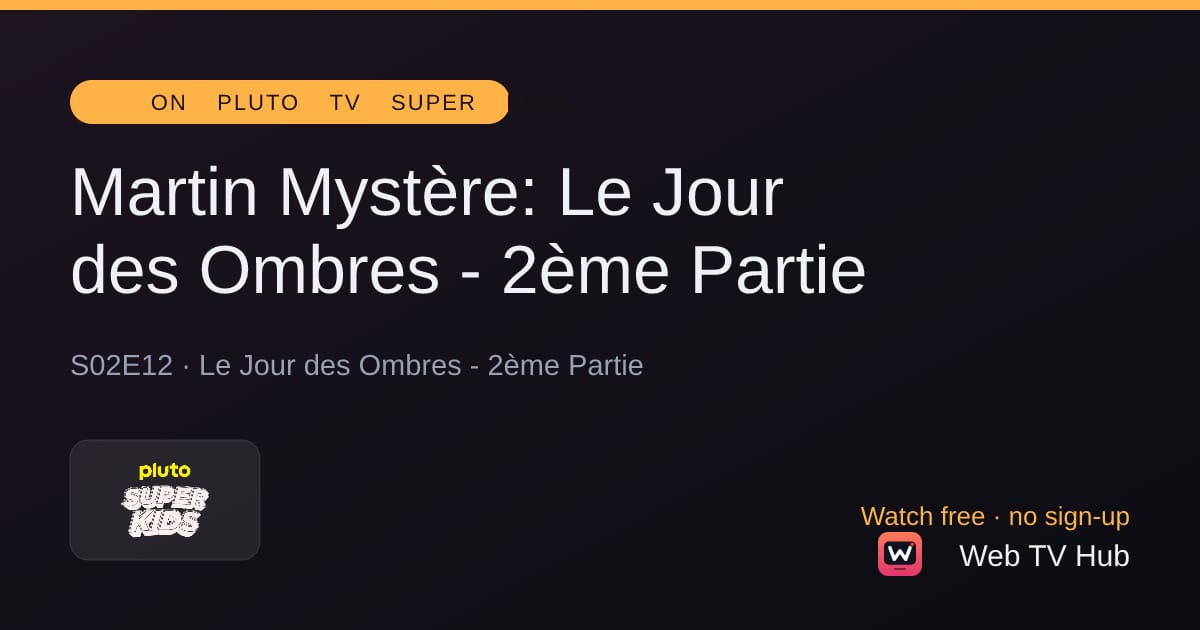 ON PLUTO TV SUPER
Martin Mystère: Le Jour
des Ombres - 2ème Partie
S02E12 · Le Jour des Ombres - 2ème Partie
pluto
SUPER
KIDS
Watch free · no sign-up
W
Web TV Hub